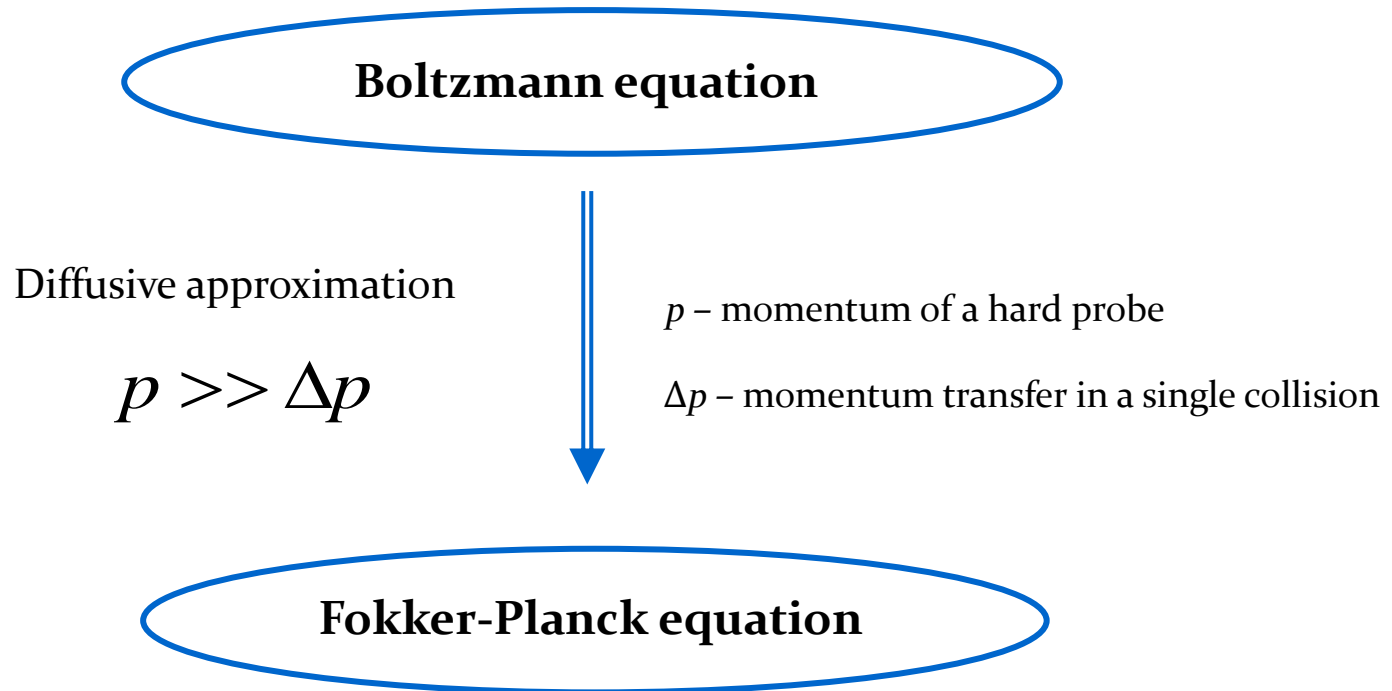 Boltzmann equation
Diffusive approximation
p – momentum of a hard probe
p >> Δp
Δp – momentum transfer in a single collision
Fokker-Planck equation